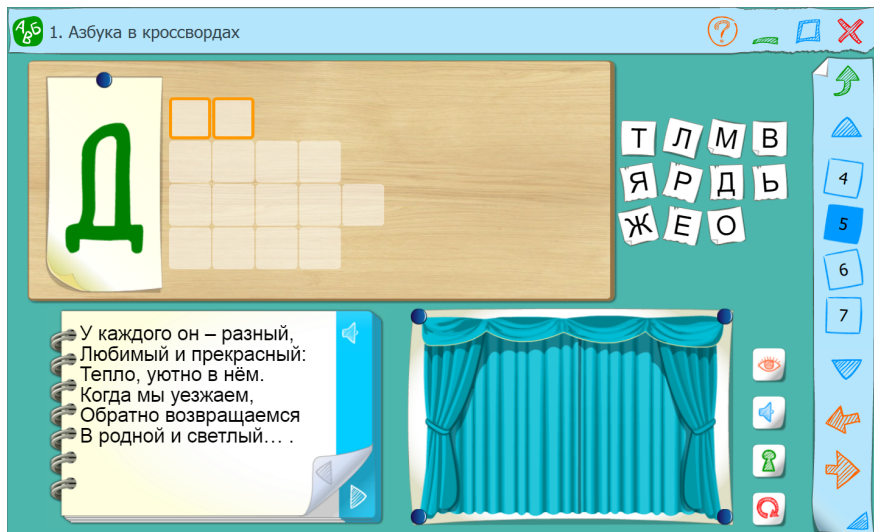 АБВ
1. Азбука в кроссвордах
?
Д
Т Л М В
Я Р Д Ь
Ж Е О
4
5
6
7
У каждого он – разный,
Любимый и прекрасный:
Тепло, уютно в нём.
Когда мы уезжаем,
Обратно возвращаемся
В родной и светлый… .